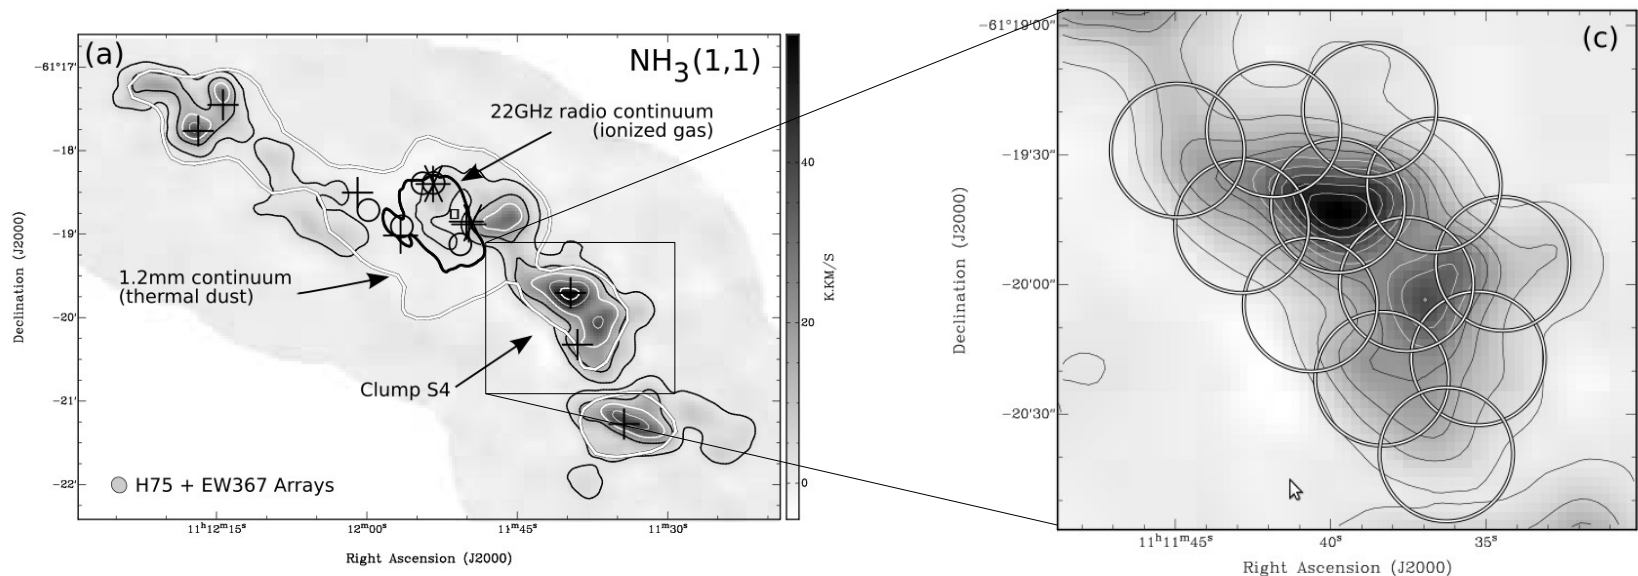 (a)
NH₃(1,1)
22GHz radio continuum
(ionized gas)
1.2mm continuum
(thermal dust)
Clump S4
H75 + EW367 Arrays
-61°17'
-18'
-19'
-20'
-21'
-22'
Declination (J2000)
11ʰ12ᵐ15ˢ
12ᵐ00ˢ
11ᵐ45ˢ
11ᵐ30ˢ
Right Ascension (J2000)
40
20
0
K.KM/S
(c)
-61°19'00"
-19'30"
-20'00"
-20'30"
Declination (J2000)
11ʰ11ᵐ45ˢ
40ˢ
35ˢ
Right Ascension (J2000)